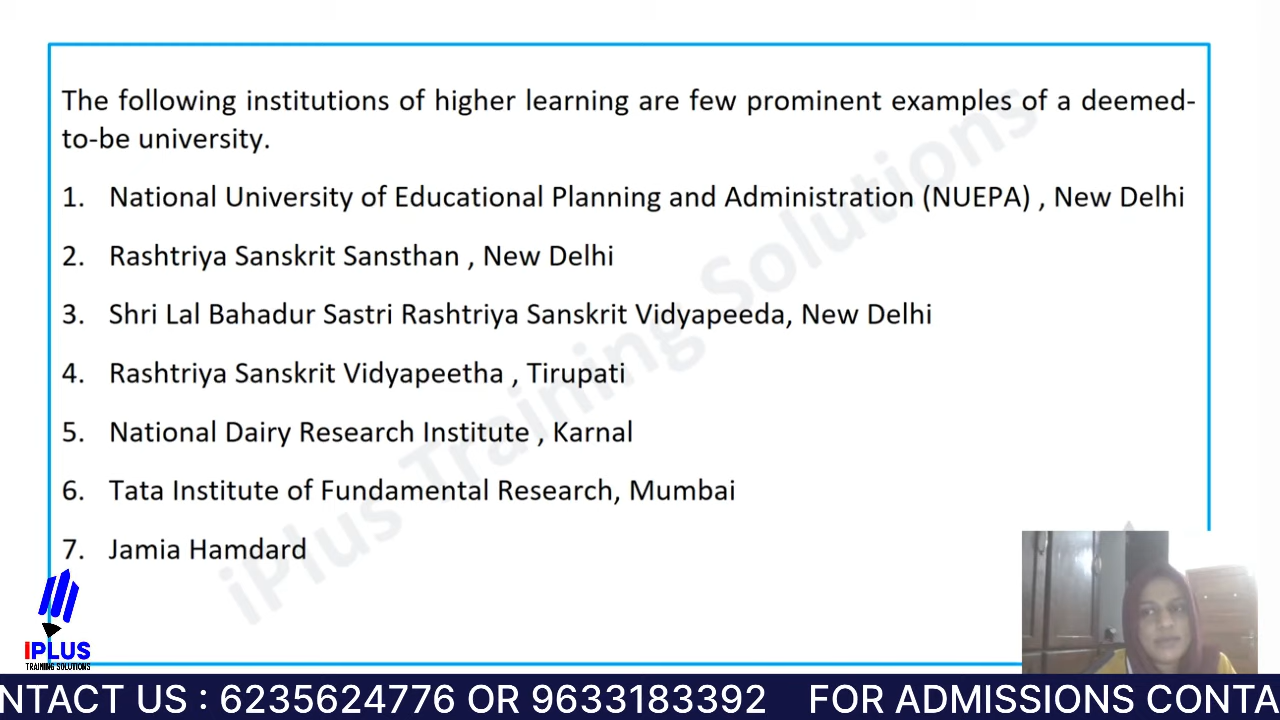 The following institutions of higher learning are few prominent examples of a deemed-
to-be university.
1. National University of Educational Planning and Administration (NUEPA) , New Delhi
2. Rashtriya Sanskrit Sansthan , New Delhi
3. Shri Lal Bahadur Sastri Rashtriya Sanskrit Vidyapeeda, New Delhi
4. Rashtriya Sanskrit Vidyapeetha , Tirupati
5. National Dairy Research Institute , Karnal
6. Tata Institute of Fundamental Research, Mumbai
7. Jamia Hamdard
iPlus Training Solutions
IPLUS
TRAINING SOLUTIONS
NTACT US : 6235624776 OR 9633183392 FOR ADMISSIONS CONTA